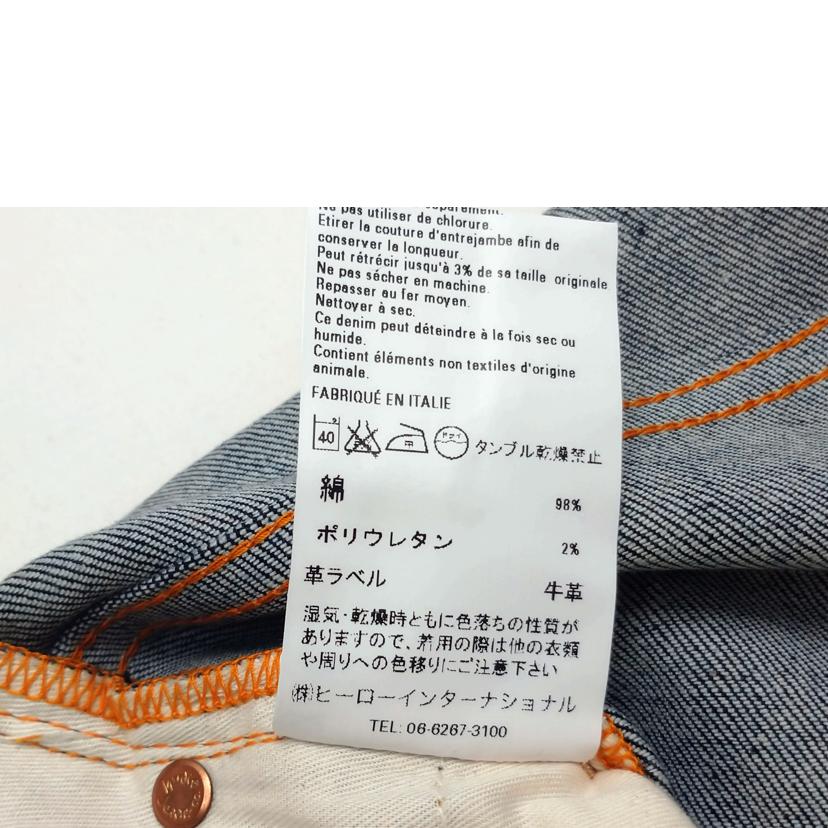 séparément.
Ne pas utiliser de chlorure.
Etirer la couture d'entrejambe afin de
conserver la longueur.
Peut rétrécir jusqu'à 3% de sa taille originale
Ne pas sécher en machine.
Repasser au fer moyen.
Nettoyer à sec.
Ce denim peut déteindre à la fois sec ou
humide.
Contient éléments non textiles d'origine
animale.
FABRIQUÉ EN ITALIE
40 中 ドライ タンブル乾燥禁止
綿 98%
ポリウレタン 2%
革ラベル 牛革
湿気・乾燥時ともに色落ちの性質が
ありますので、着用の際は他の衣類
や周りへの色移りにご注意下さい
㈱ヒーローインターナショナル
TEL: 06-6267-3100